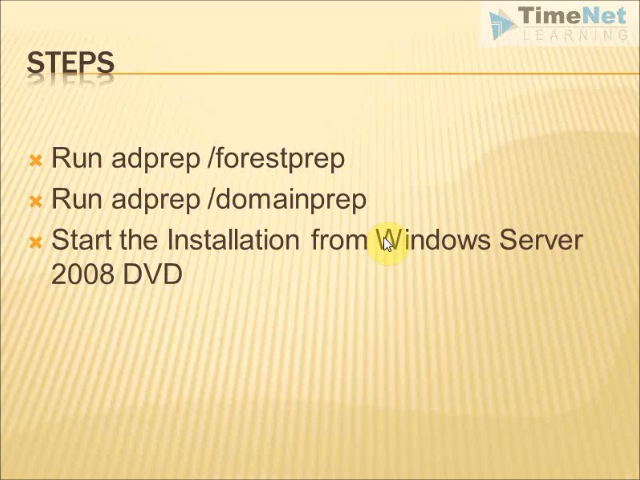 TimeNet
LEARNING
STEPS
Run adprep /forestprep
Run adprep /domainprep
Start the Installation from Windows Server
2008 DVD